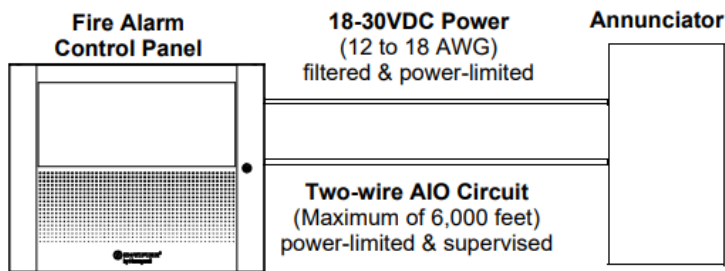 Fire Alarm
Control Panel
18-30VDC Power
(12 to 18 AWG)
filtered & power-limited
Annunciator
Two-wire AIO Circuit
(Maximum of 6,000 feet)
power-limited & supervised